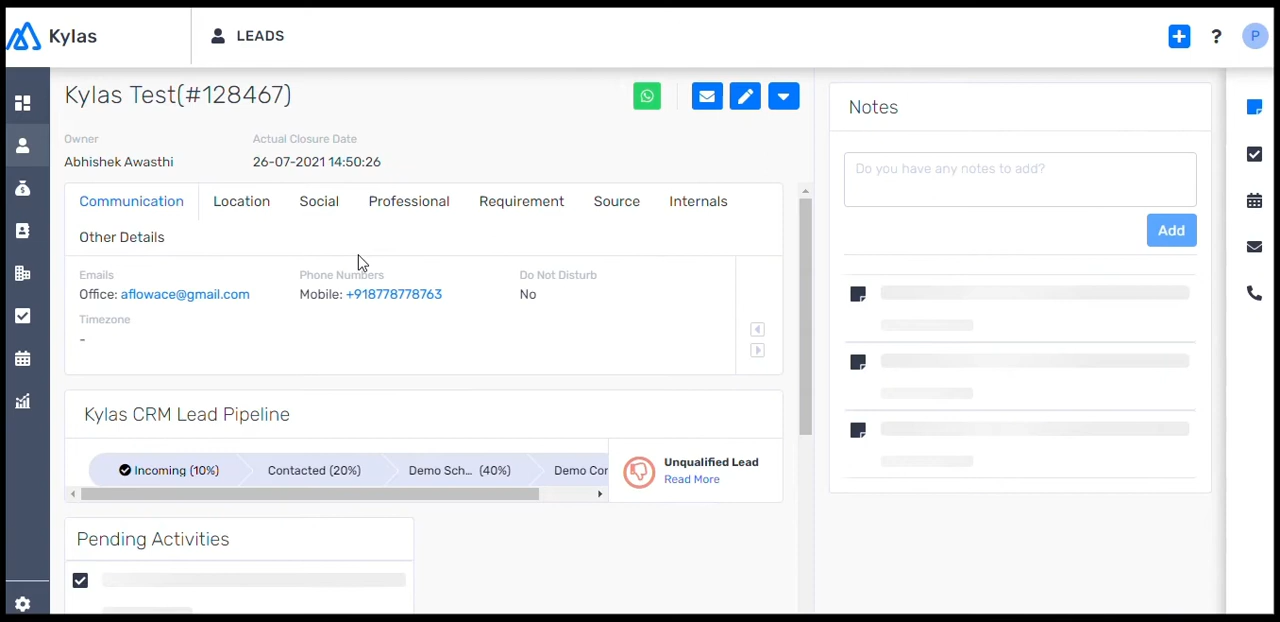 Kylas
LEADS
?
P
Kylas Test(#128467)
Owner
Abhishek Awasthi
Actual Closure Date
26-07-2021 14:50:26
Communication Location Social Professional Requirement Source Internals
Other Details
Emails
Office: aflowace@gmail.com
Phone Numbers
Mobile: +918778778763
Do Not Disturb
No
Timezone
-
Kylas CRM Lead Pipeline
Incoming (10%) Contacted (20%) Demo Sch... (40%) Demo Cor
Unqualified Lead
Read More
Pending Activities
Notes
Do you have any notes to add?
Add